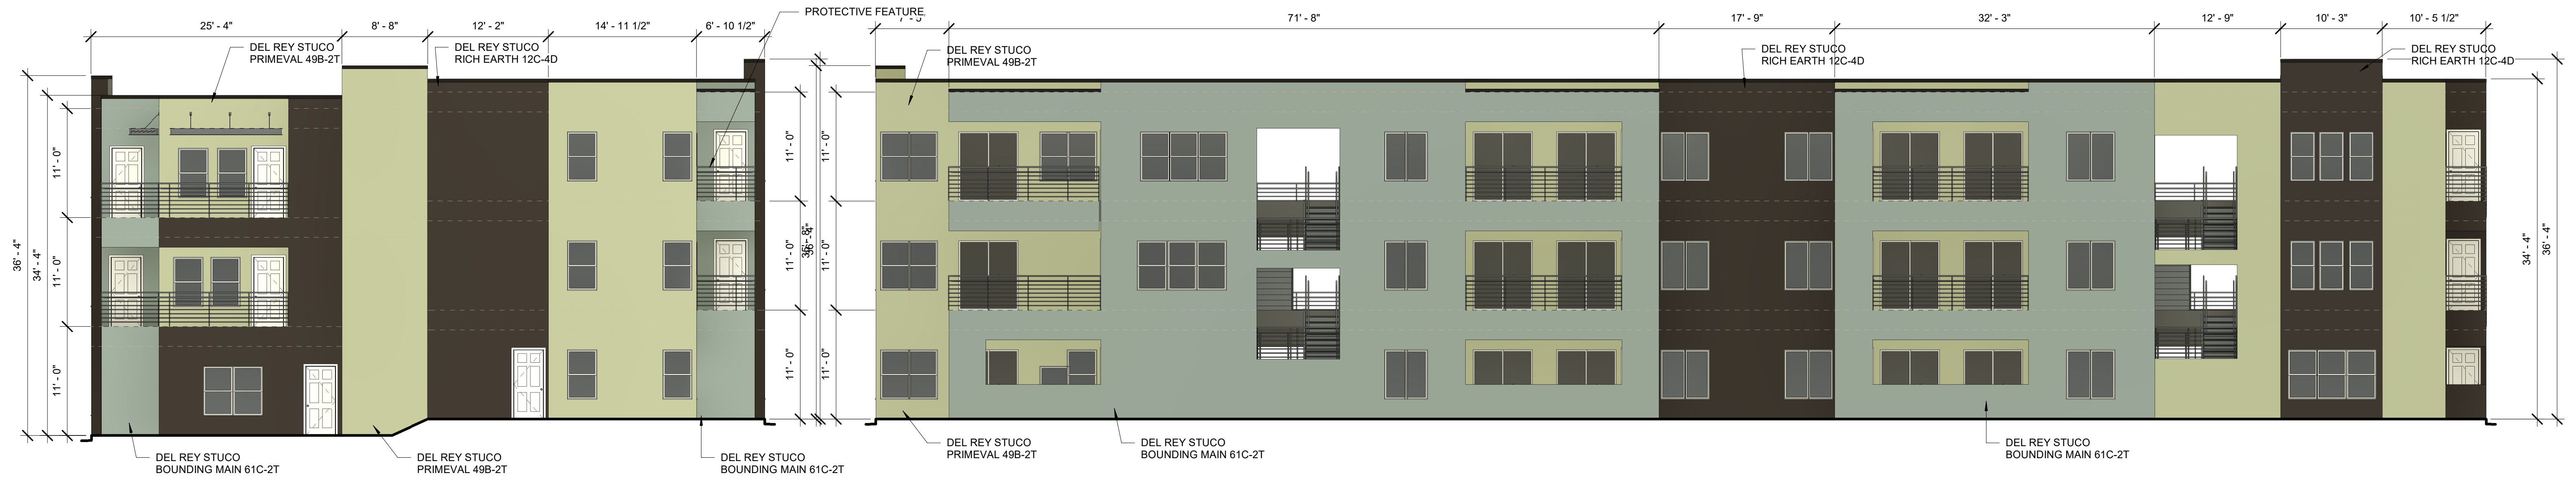 PROTECTIVE FEATURE
25' - 4"
8' - 8"
12' - 2"
14' - 11 1/2"
6' - 10 1/2"
71' - 8"
17' - 9"
32' - 3"
12' - 9"
10' - 3"
10' - 5 1/2"
DEL REY STUCO
PRIMEVAL 49B-2T
DEL REY STUCO
RICH EARTH 12C-4D
DEL REY STUCO
PRIMEVAL 49B-2T
DEL REY STUCO
RICH EARTH 12C-4D
DEL REY STUCO
RICH EARTH 12C-4D
36' - 4"
34' - 4"
11' - 0"
11' - 0"
11' - 0"
11' - 0"
11' - 0"
11' - 0"
36' - 4"
11' - 0"
11' - 0"
11' - 0"
34' - 4"
36' - 4"
DEL REY STUCO
BOUNDING MAIN 61C-2T
DEL REY STUCO
PRIMEVAL 49B-2T
DEL REY STUCO
BOUNDING MAIN 61C-2T
DEL REY STUCO
PRIMEVAL 49B-2T
DEL REY STUCO
BOUNDING MAIN 61C-2T
DEL REY STUCO
BOUNDING MAIN 61C-2T